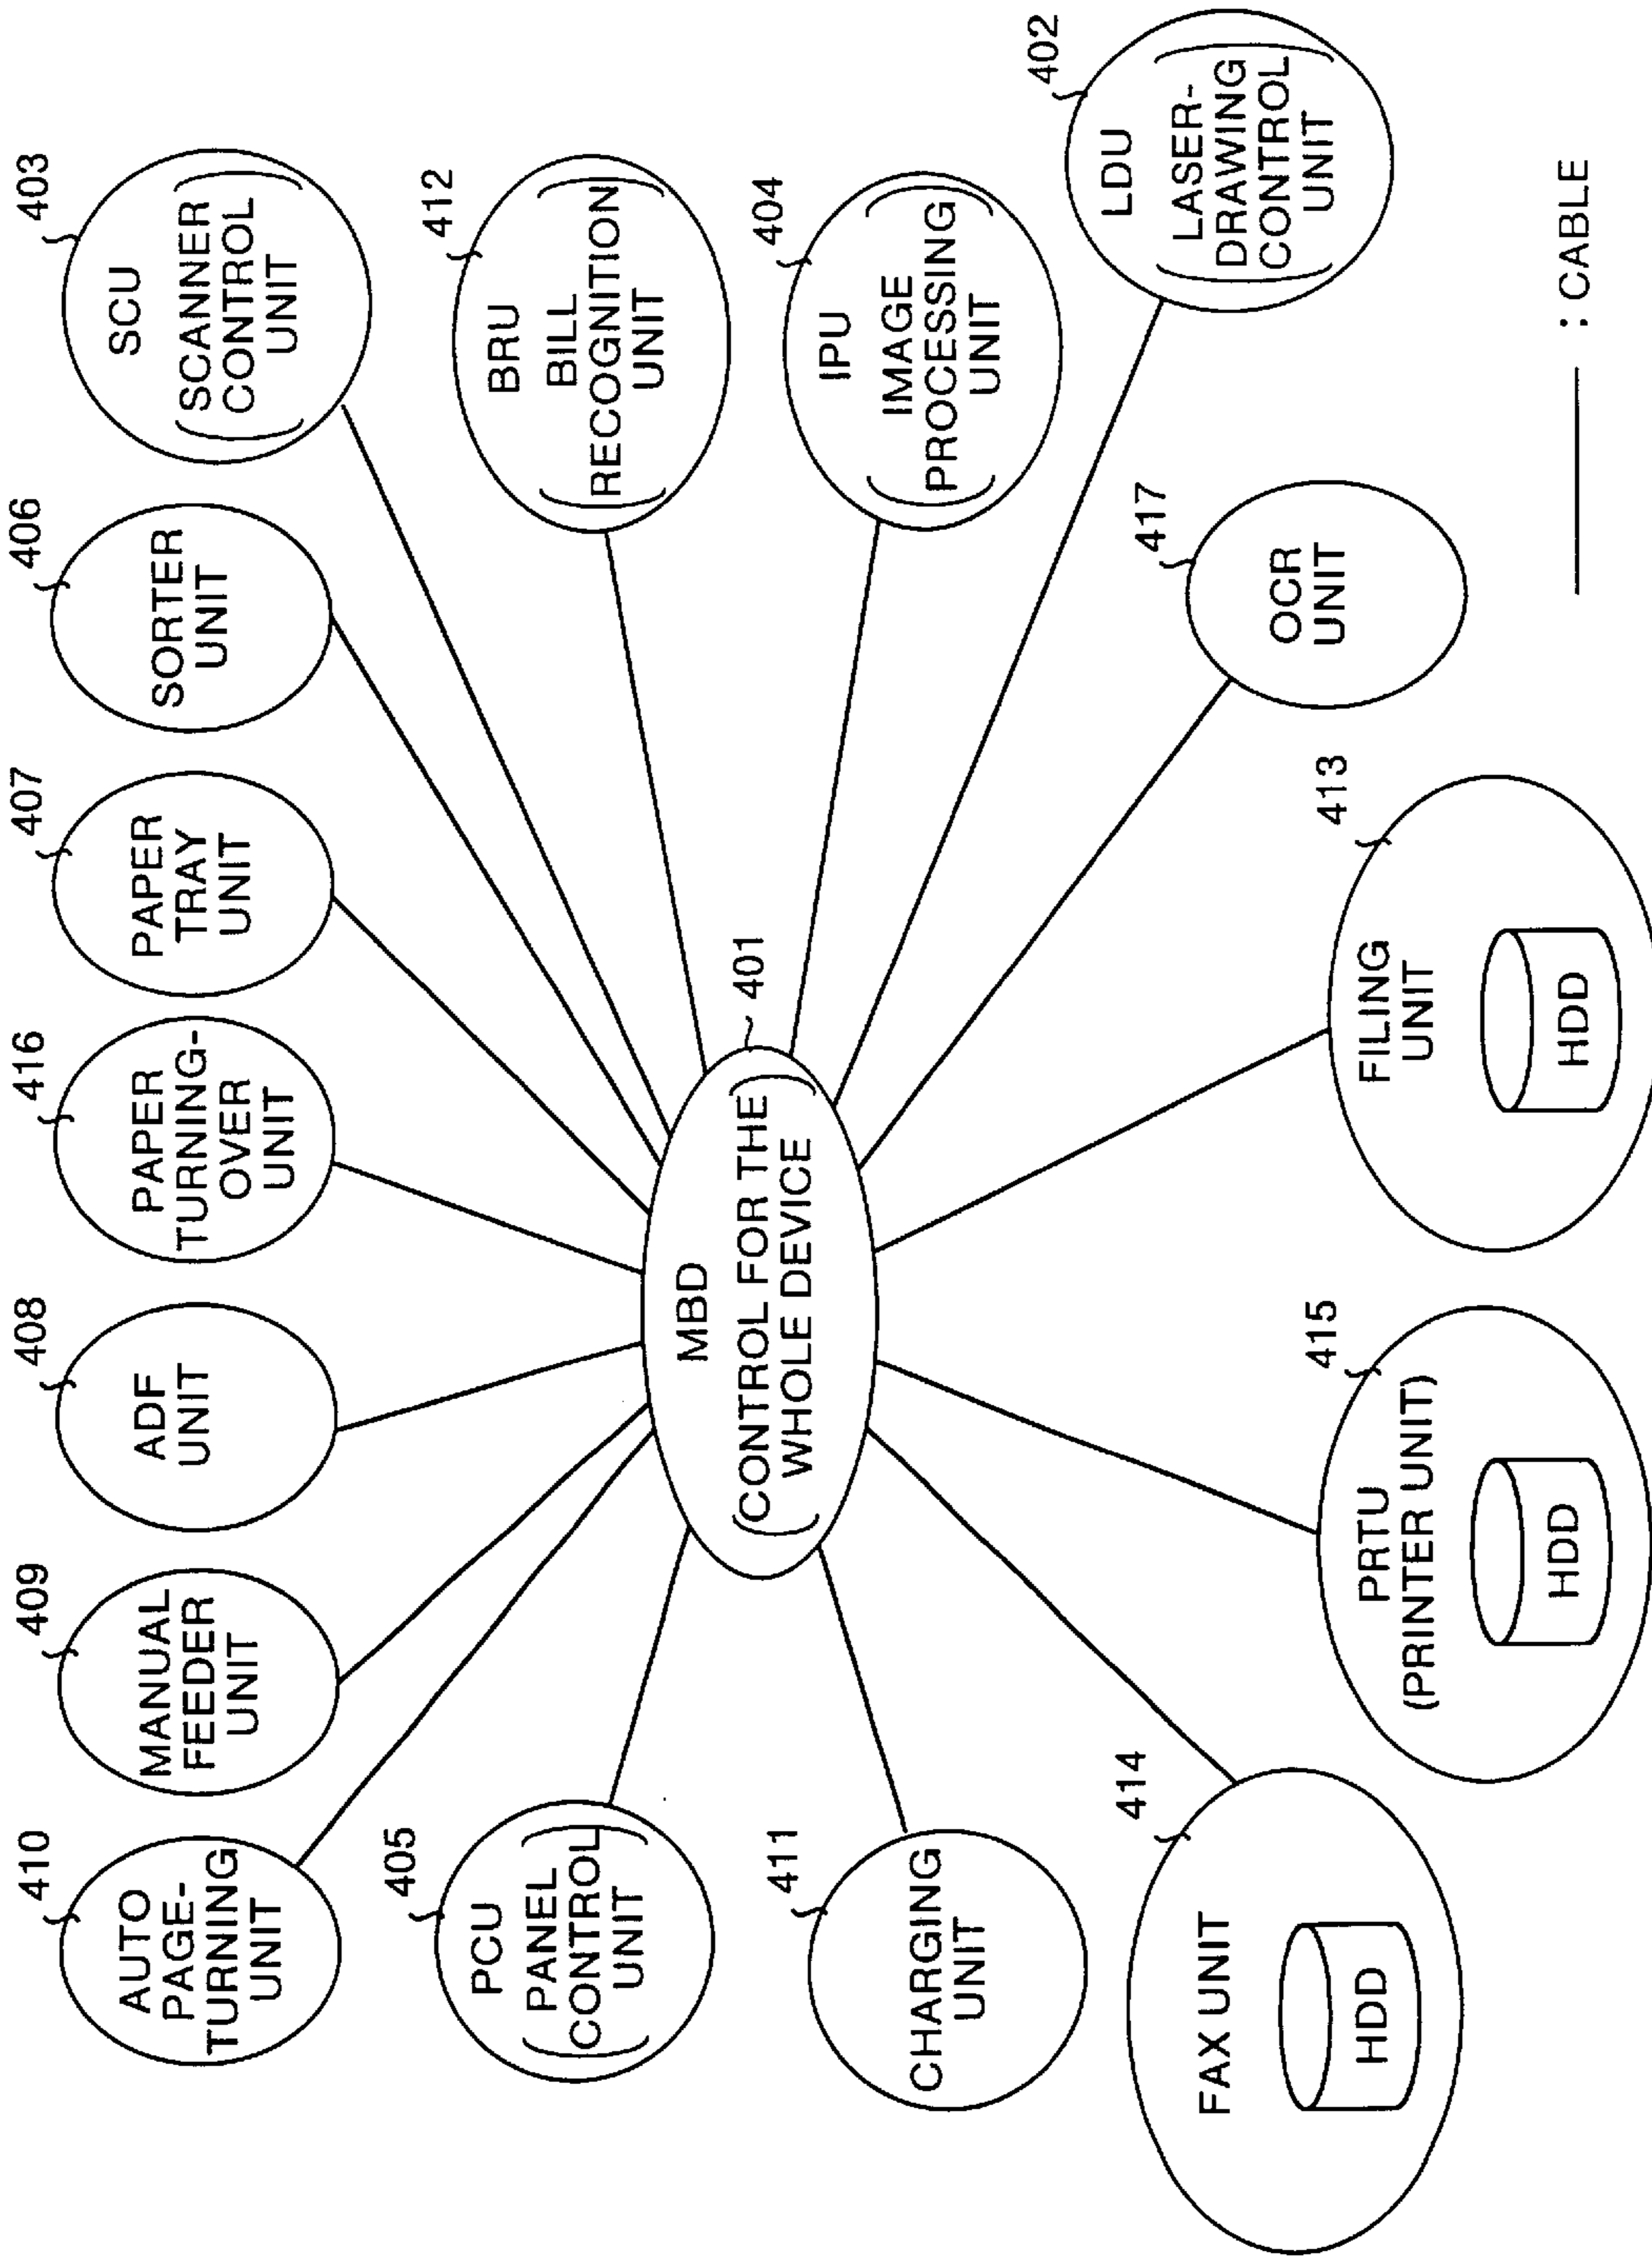 410
AUTO
PAGE-
TURNING
UNIT
409
MANUAL
FEEDER
UNIT
408
ADF
UNIT
416
PAPER
TURNING-
OVER
UNIT
407
PAPER
TRAY
UNIT
406
SORTER
UNIT
403
SCU
(SCANNER
CONTROL
UNIT)
405
PCU
(PANEL
CONTROL
UNIT)
412
BRU
(BILL
RECOGNITION
UNIT)
401
MBD
(CONTROL FOR THE
WHOLE DEVICE)
411
CHARGING
UNIT
404
IPU
(IMAGE
PROCESSING
UNIT)
402
LDU
(LASER-
DRAWING
CONTROL
UNIT)
414
FAX UNIT
HDD
415
PRTU
(PRINTER UNIT)
HDD
413
FILING
UNIT
HDD
417
OCR
UNIT
: CABLE